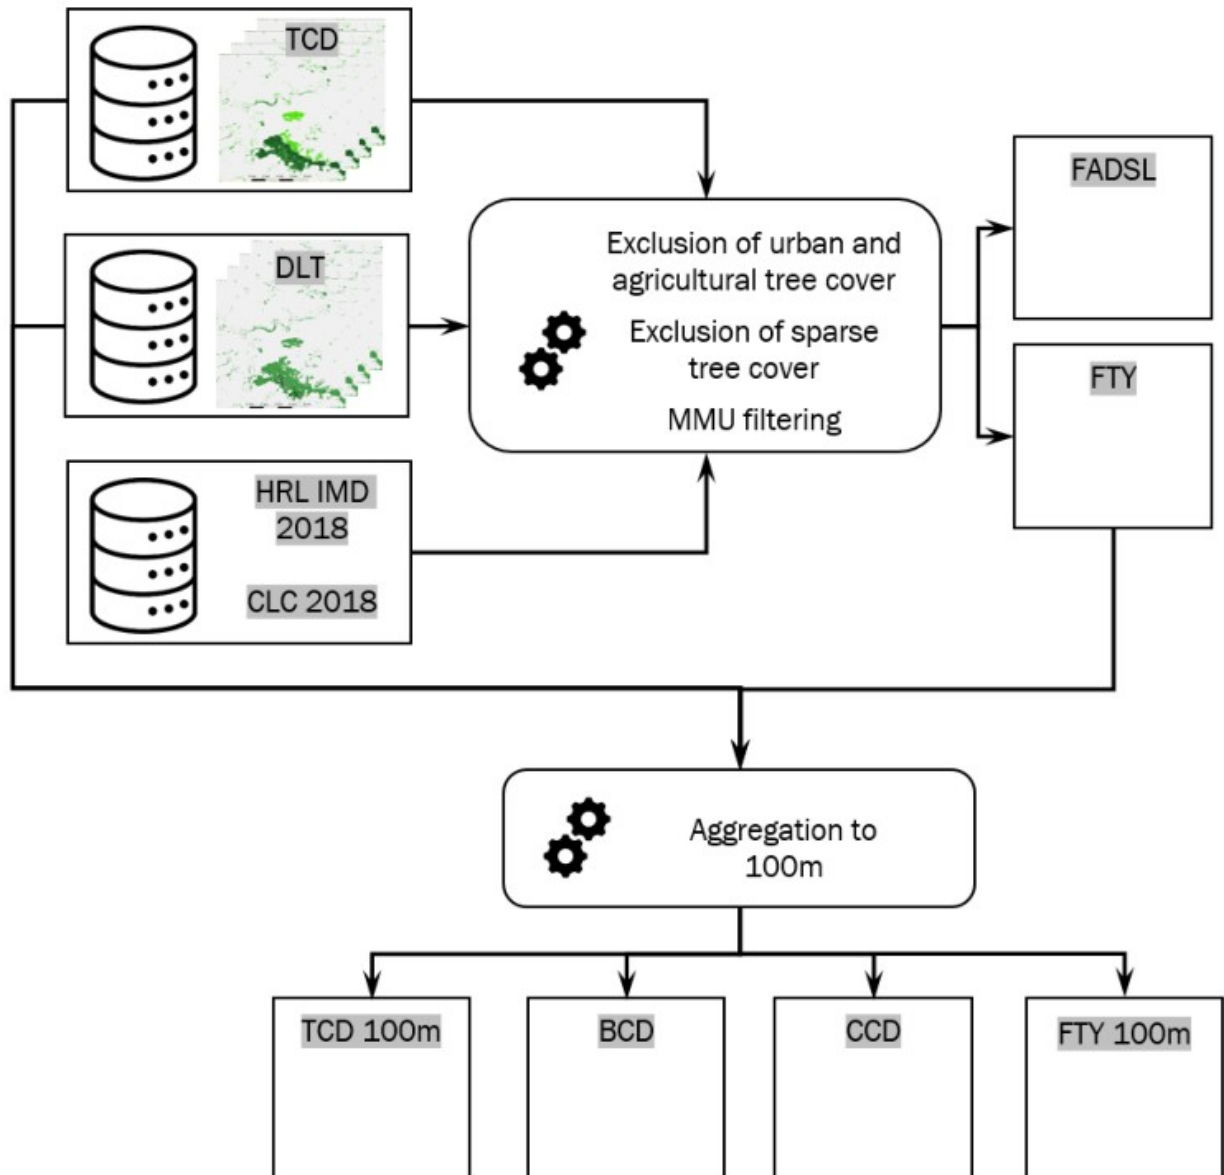 TCD
DLT
HRL IMD
2018
CLC 2018
Exclusion of urban and
agricultural tree cover
Exclusion of sparse
tree cover
MMU filtering
FADSL
FTY
Aggregation to
100m
TCD 100m
BCD
CCD
FTY 100m